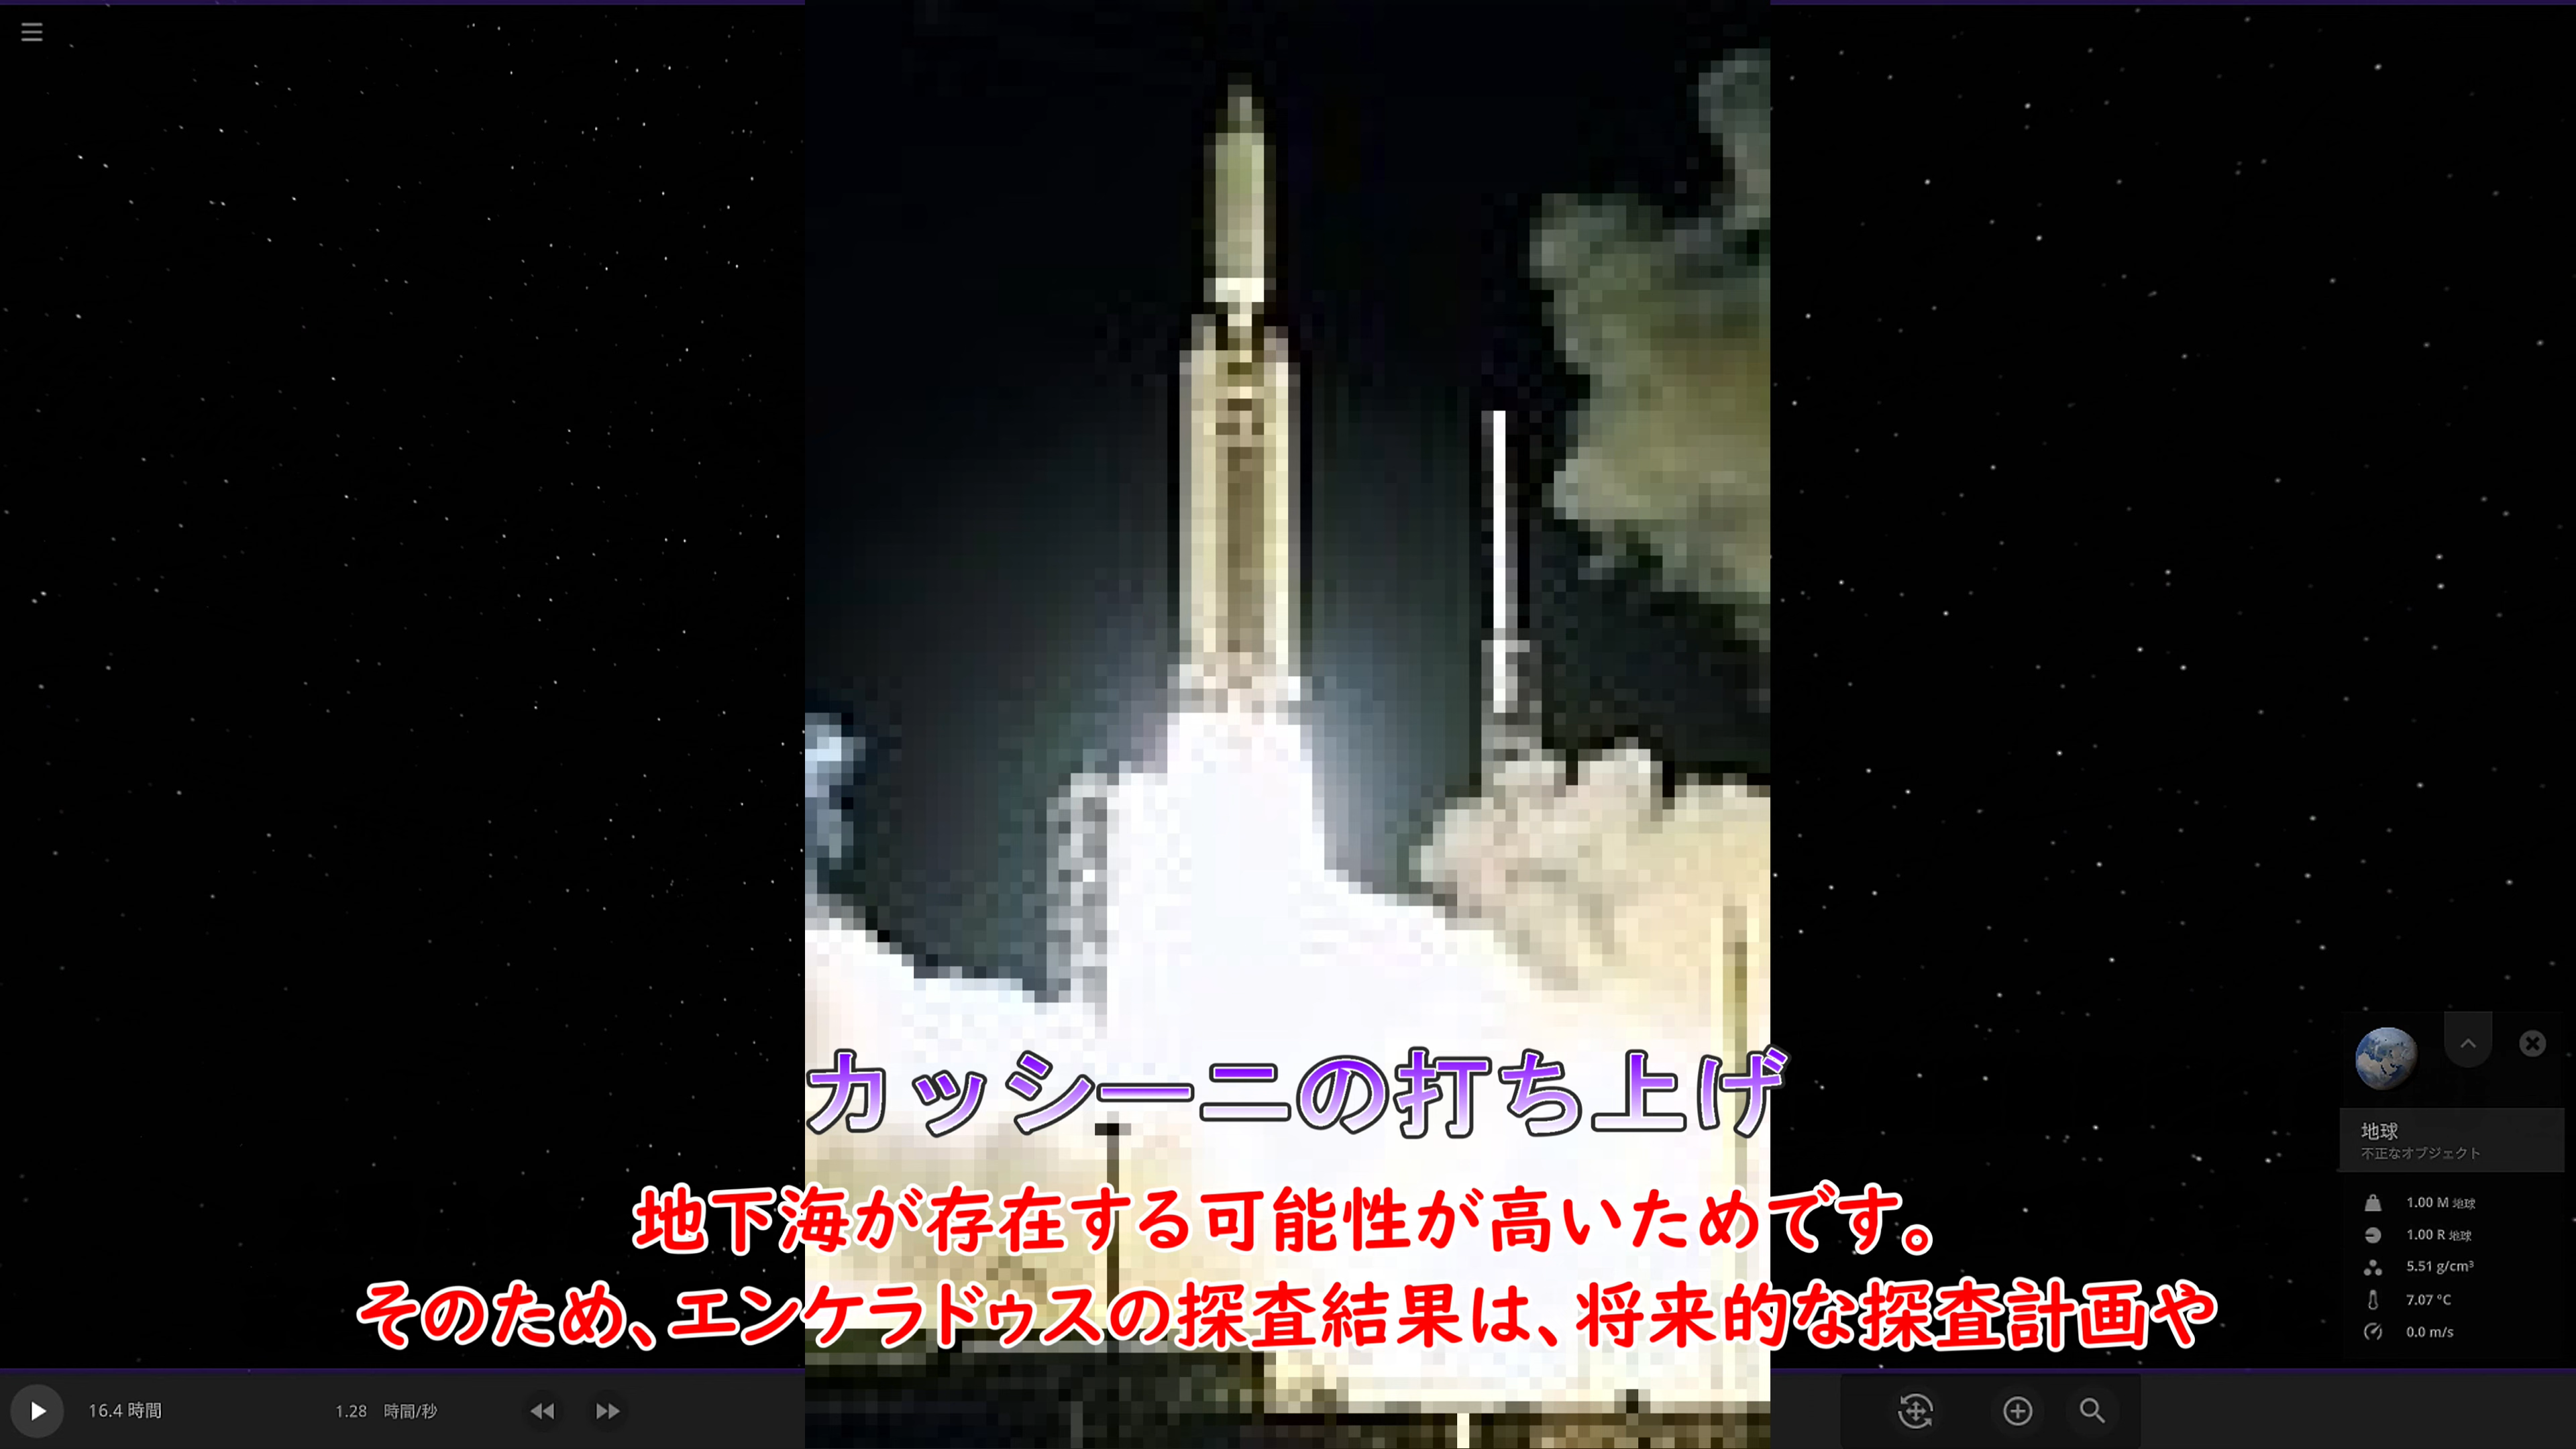 カッシーニの打ち上げ
地下海が存在する可能性が高いためです。
そのため、エンケラドゥスの探査結果は、将来的な探査計画や
地球
不正なオブジェクト
1.00 M 地球
1.00 R 地球
5.51 g/cm³
7.07 °C
0.0 m/s
16.4 時間
1.28 時間/秒